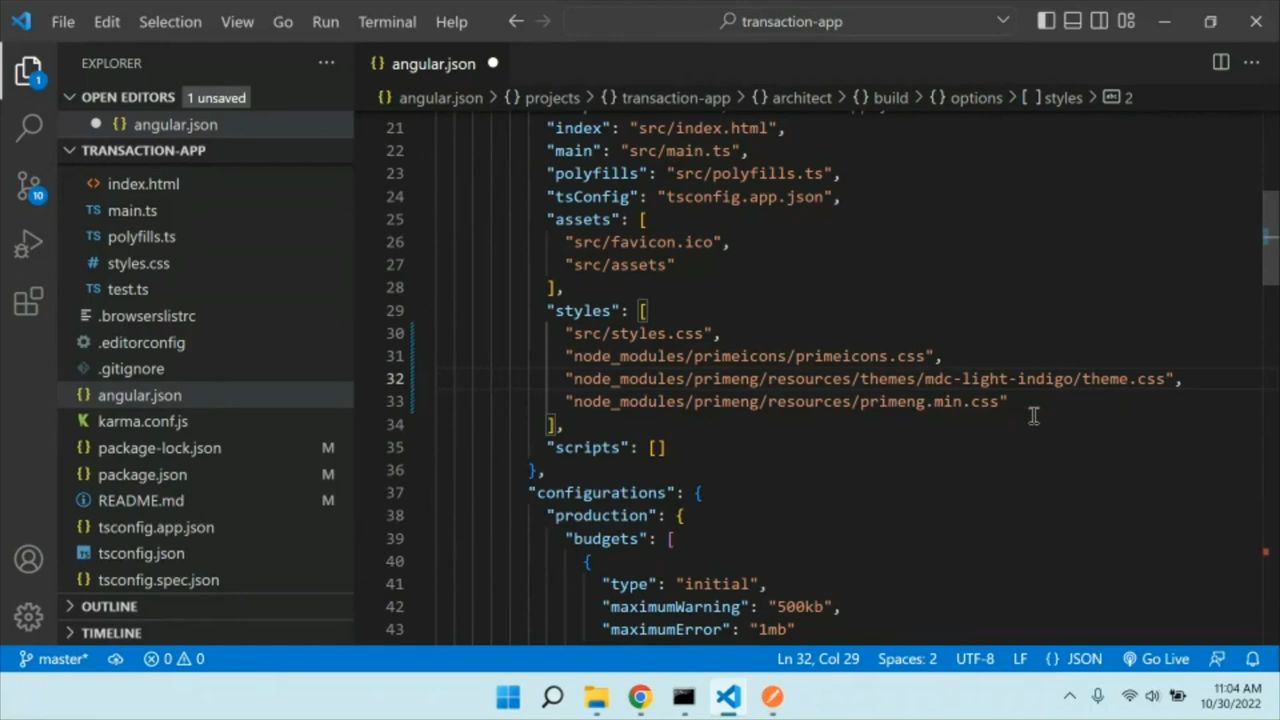 File Edit Selection View Go Run Terminal Help
transaction-app
EXPLORER
OPEN EDITORS 1 unsaved
angular.json
TRANSACTION-APP
index.html
TS main.ts
TS polyfills.ts
# styles.css
TS test.ts
.browserslistrc
.editorconfig
.gitignore
{} angular.json
karma.conf.js
{} package-lock.json M
{} package.json M
README.md M
tsconfig.app.json
tsconfig.json
tsconfig.spec.json
OUTLINE
TIMELINE
1
10
{} angular.json
{} angular.json > {} projects > {} transaction-app > {} architect > {} build > {} options > [ ] styles > abc 2
21 "index": "src/index.html",
22 "main": "src/main.ts",
23 "polyfills": "src/polyfills.ts",
24 "tsConfig": "tsconfig.app.json",
25 "assets": [
26 "src/favicon.ico",
27 "src/assets"
28 ],
29 "styles": [
30 "src/styles.css",
31 "node_modules/primeicons/primeicons.css",
32 "node_modules/primeng/resources/themes/mdc-light-indigo/theme.css",
33 "node_modules/primeng/resources/primeng.min.css"
34 ],
35 "scripts": []
36 },
37 "configurations": {
38 "production": {
39 "budgets": [
40 {
41 "type": "initial",
42 "maximumWarning": "500kb",
43 "maximumError": "1mb"
master* 0 0 Ln 32, Col 29 Spaces: 2 UTF-8 LF {} JSON Go Live
11:04 AM
10/30/2022